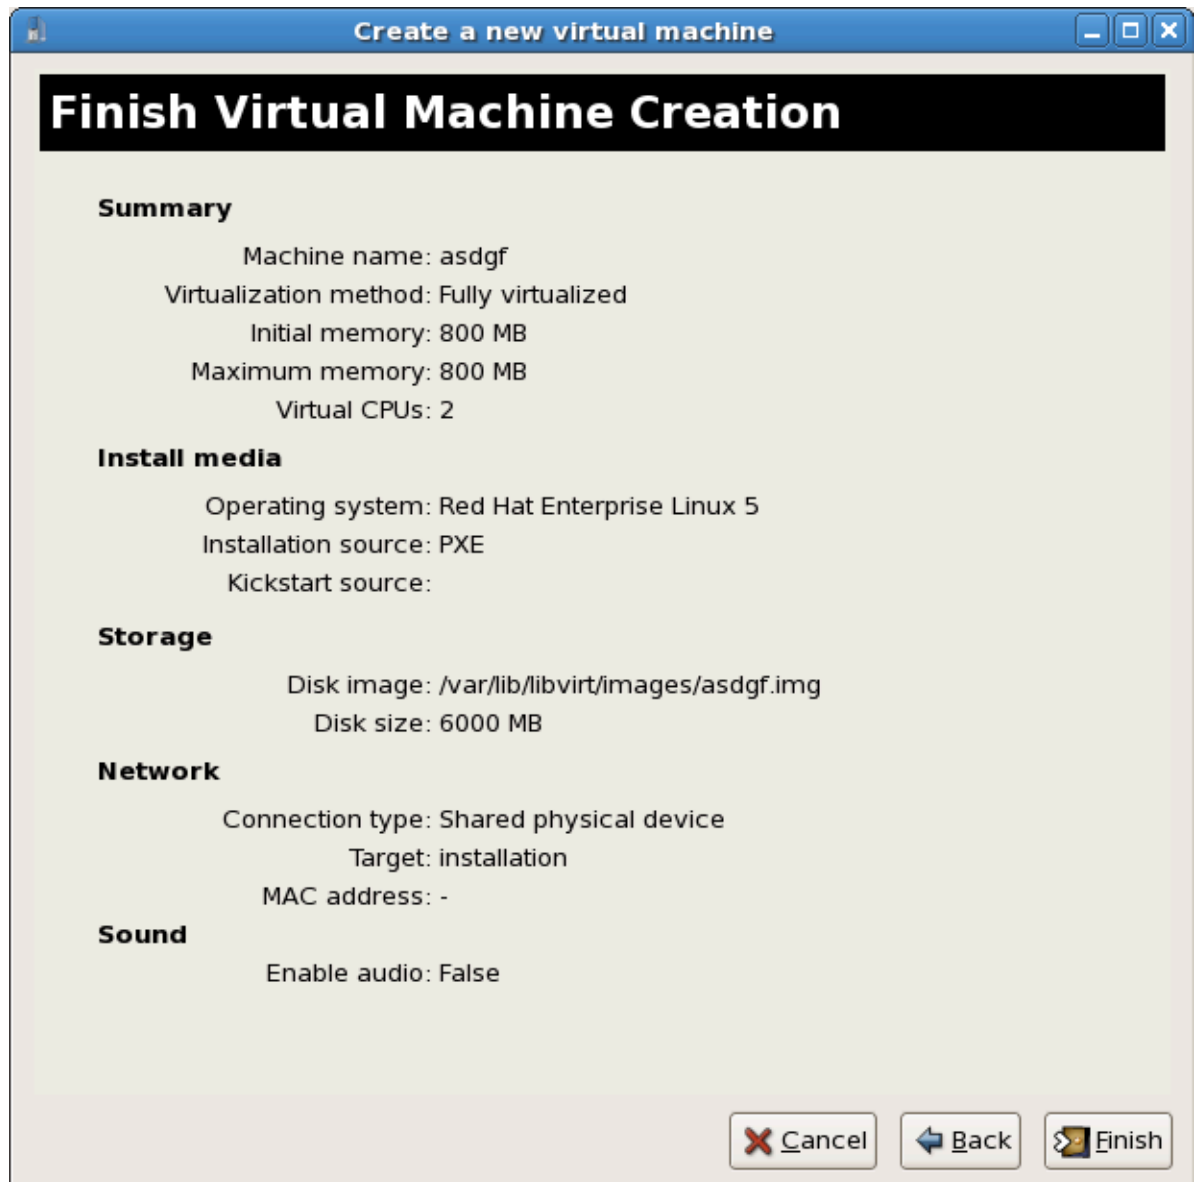 Create a new virtual machine
Finish Virtual Machine Creation
Summary
Machine name: asdgf
Virtualization method: Fully virtualized
Initial memory: 800 MB
Maximum memory: 800 MB
Virtual CPUs: 2
Install media
Operating system: Red Hat Enterprise Linux 5
Installation source: PXE
Kickstart source:
Storage
Disk image: /var/lib/libvirt/images/asdgf.img
Disk size: 6000 MB
Network
Connection type: Shared physical device
Target: installation
MAC address: -
Sound
Enable audio: False
Cancel Back Finish